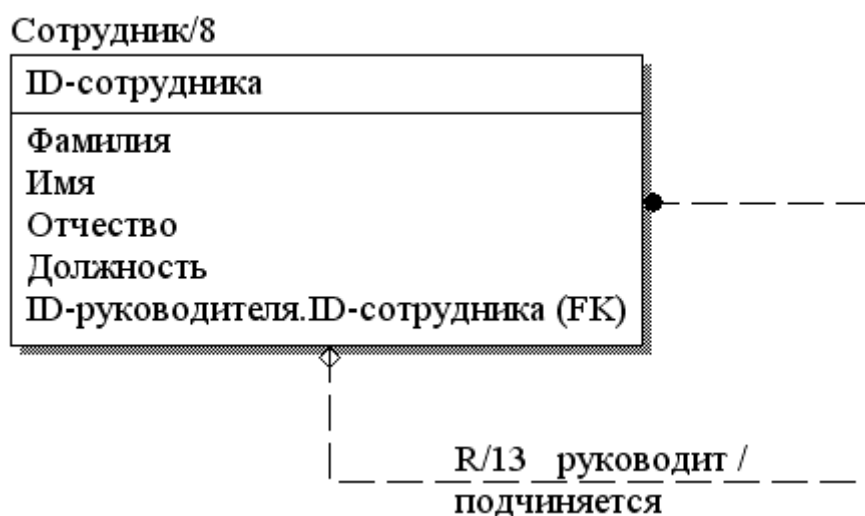 Сотрудник/8
ID-сотрудника
Фамилия
Имя
Отчество
Должность
ID-руководителя.ID-сотрудника (FK)
R/13 руководит /
подчиняется